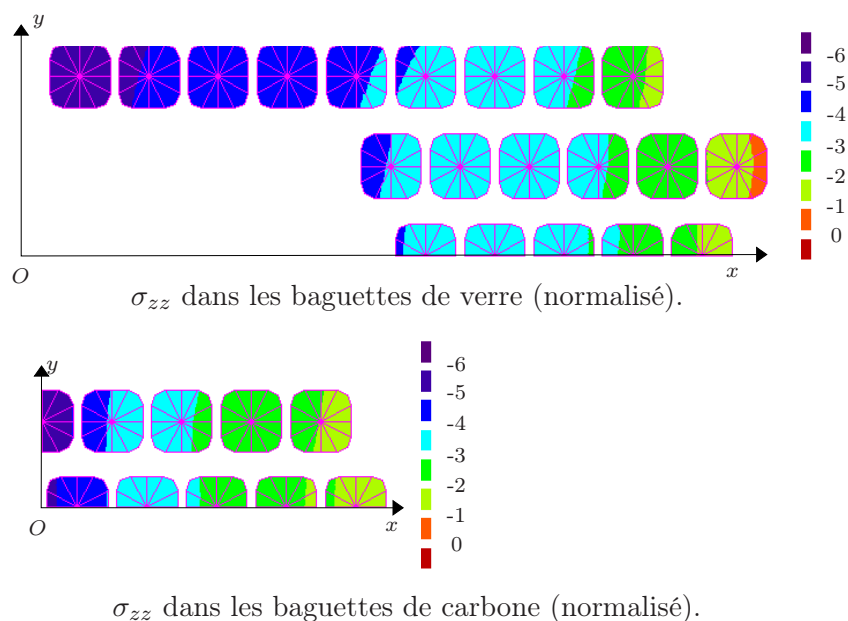 y
-6
-5
-4
-3
-2
-1
0
O
x
σzz dans les baguettes de verre (normalisé).
y
-6
-5
-4
-3
-2
-1
0
O
x
σzz dans les baguettes de carbone (normalisé).